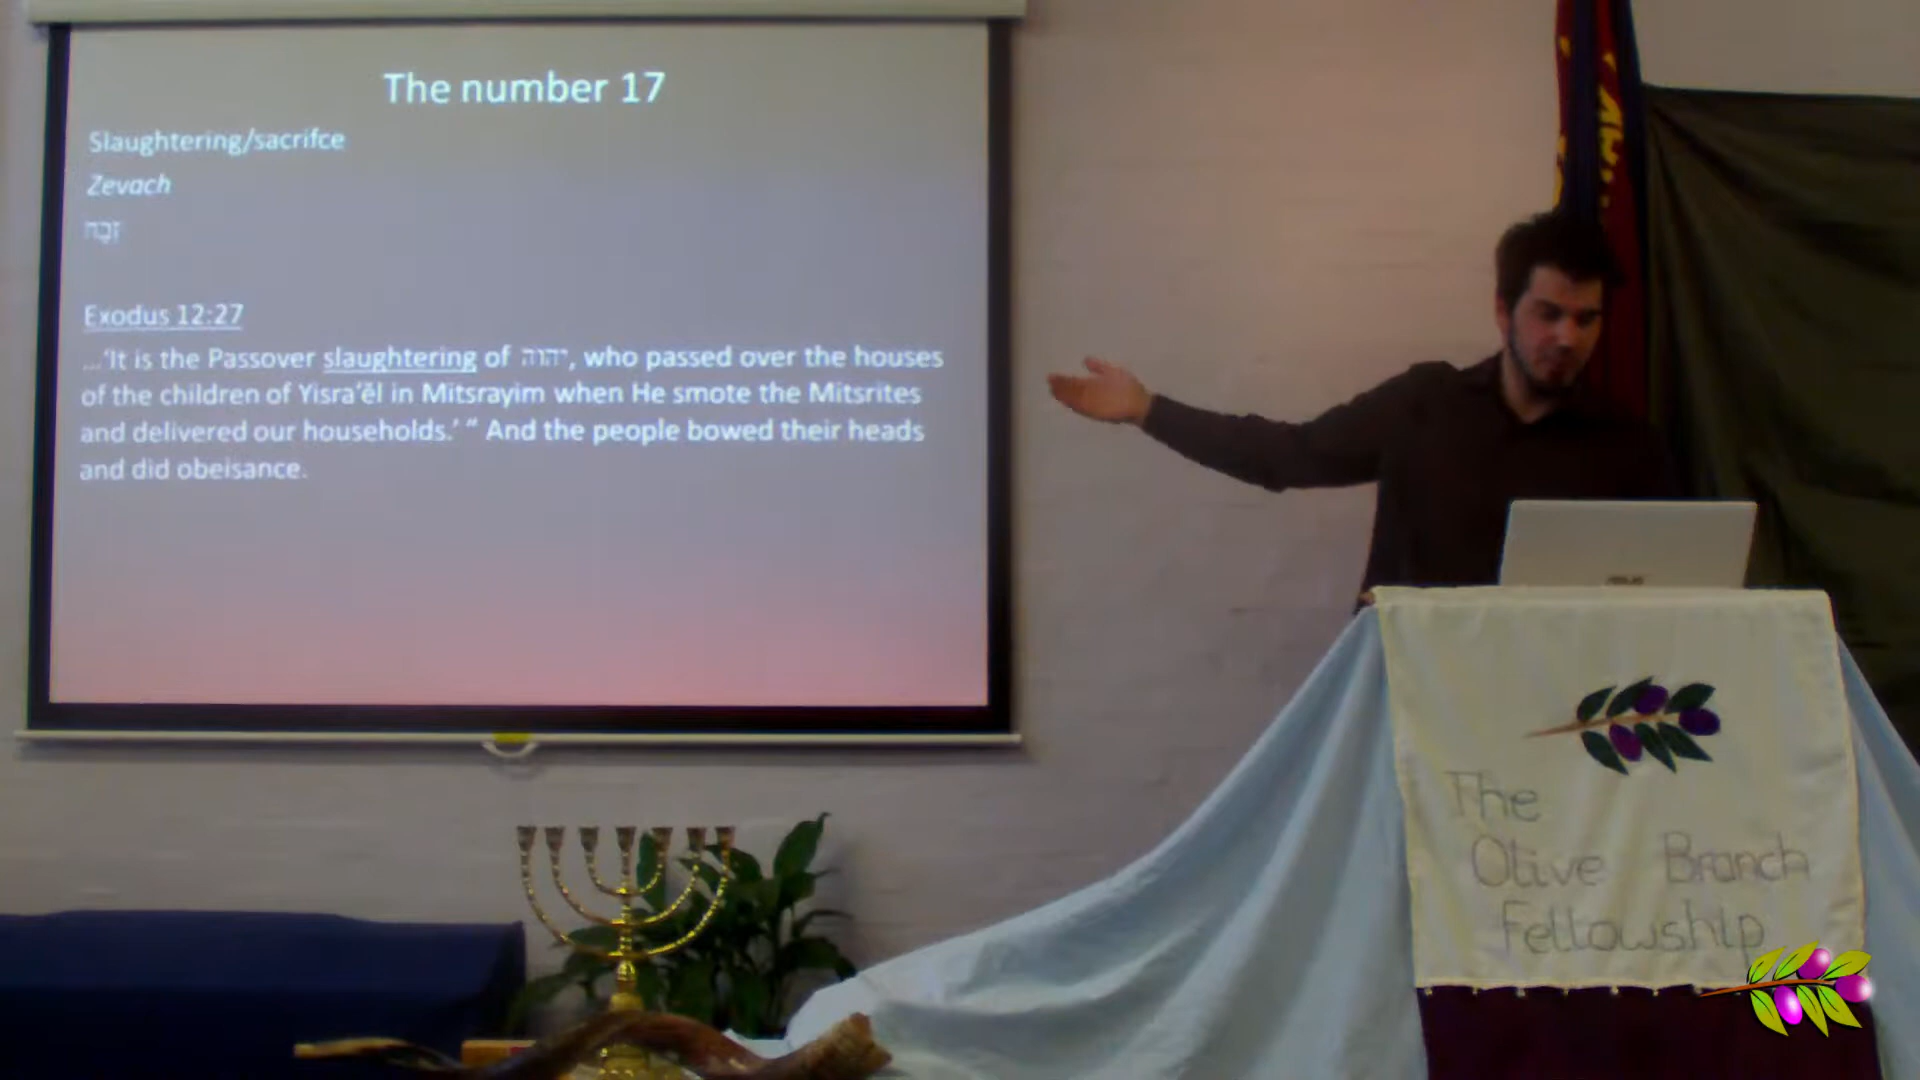 The number 17
Slaughtering/sacrifce
Zevach
זֶבַח
Exodus 12:27
...‘It is the Passover slaughtering of יהוה, who passed over the houses
of the children of Yisra’ĕl in Mitsrayim when He smote the Mitsrites
and delivered our households.’ ” And the people bowed their heads
and did obeisance.
The
Olive Branch
Fellowship